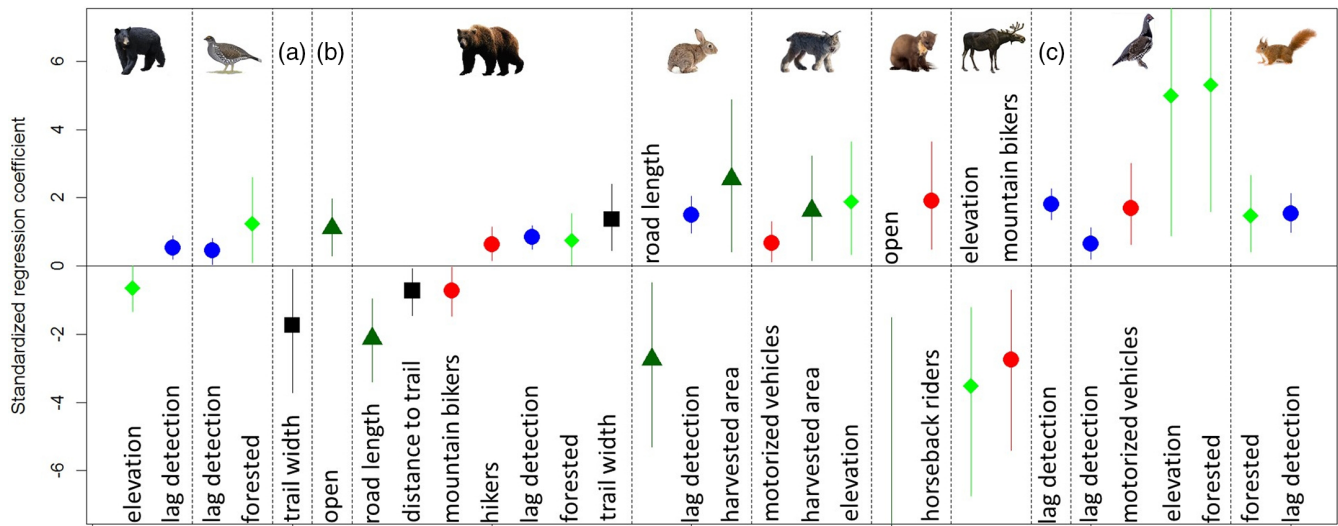 (a) (b) (c)
Standardized regression coefficient
6
4
2
0
-2
-4
-6
elevation
lag detection
lag detection
forested
trail width
open
road length
distance to trail
mountain bikers
hikers
lag detection
forested
trail width
road length
lag detection
harvested area
motorized vehicles
harvested area
elevation
open
horseback riders
elevation
mountain bikers
lag detection
lag detection
motorized vehicles
elevation
forested
forested
lag detection